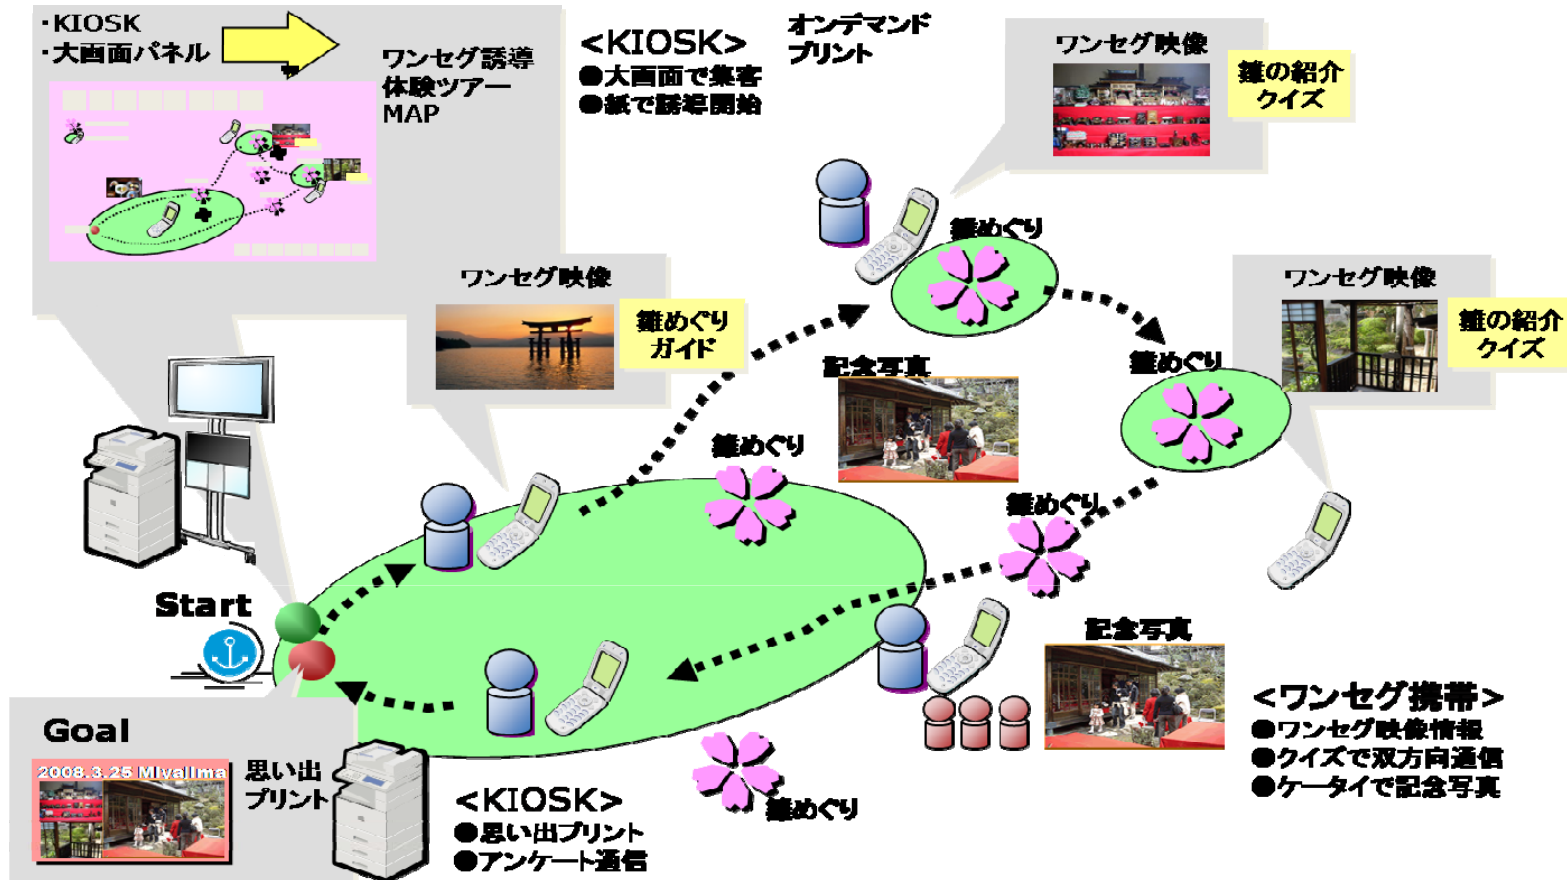 ・KIOSK
・大画面パネル
ワンセグ誘導
体験ツアー
MAP
<KIOSK>
●大画面で集客
●紙で誘導開始
オンデマンド
プリント
ワンセグ映像
雛の紹介
クイズ
雛めぐり
ワンセグ映像
雛めぐり
ガイド
ワンセグ映像
雛の紹介
クイズ
雛めぐり
記念写真
雛めぐり
雛めぐり
Start
記念写真
<ワンセグ携帯>
●ワンセグ映像情報
●クイズで双方向通信
●ケータイで記念写真
Goal
2008.3.25 Miyajima
思い出
プリント
<KIOSK>
●思い出プリント
●アンケート通信
雛めぐり